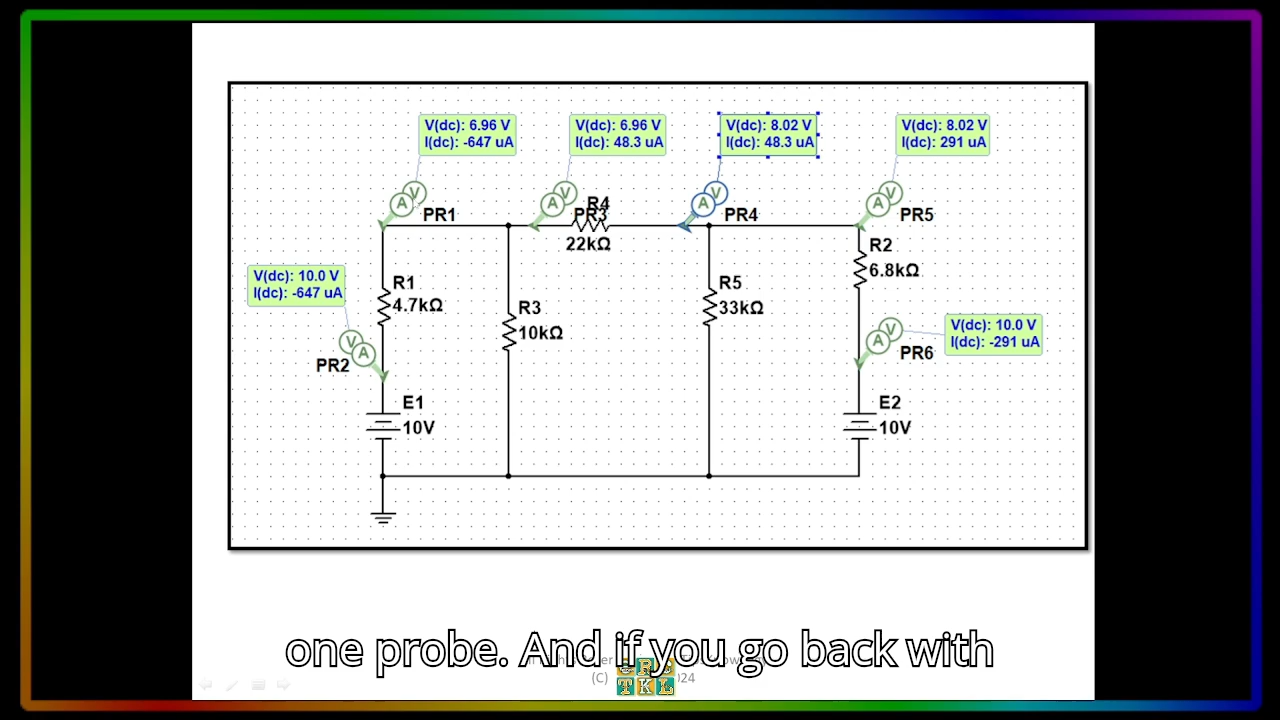 V(dc): 6.96 V
I(dc): -647 uA
V(dc): 6.96 V
I(dc): 48.3 uA
V(dc): 8.02 V
I(dc): 48.3 uA
V(dc): 8.02 V
I(dc): 291 uA
V
A
PR1
V
A
R4
PR3
22kΩ
V
A
PR4
V
A
PR5
R2
6.8kΩ
V(dc): 10.0 V
I(dc): -647 uA
R1
4.7kΩ
R3
10kΩ
R5
33kΩ
V
A
PR2
V
A
PR6
V(dc): 10.0 V
I(dc): -291 uA
E1
10V
E2
10V
one probe. And if you go back with
(C)
TKL